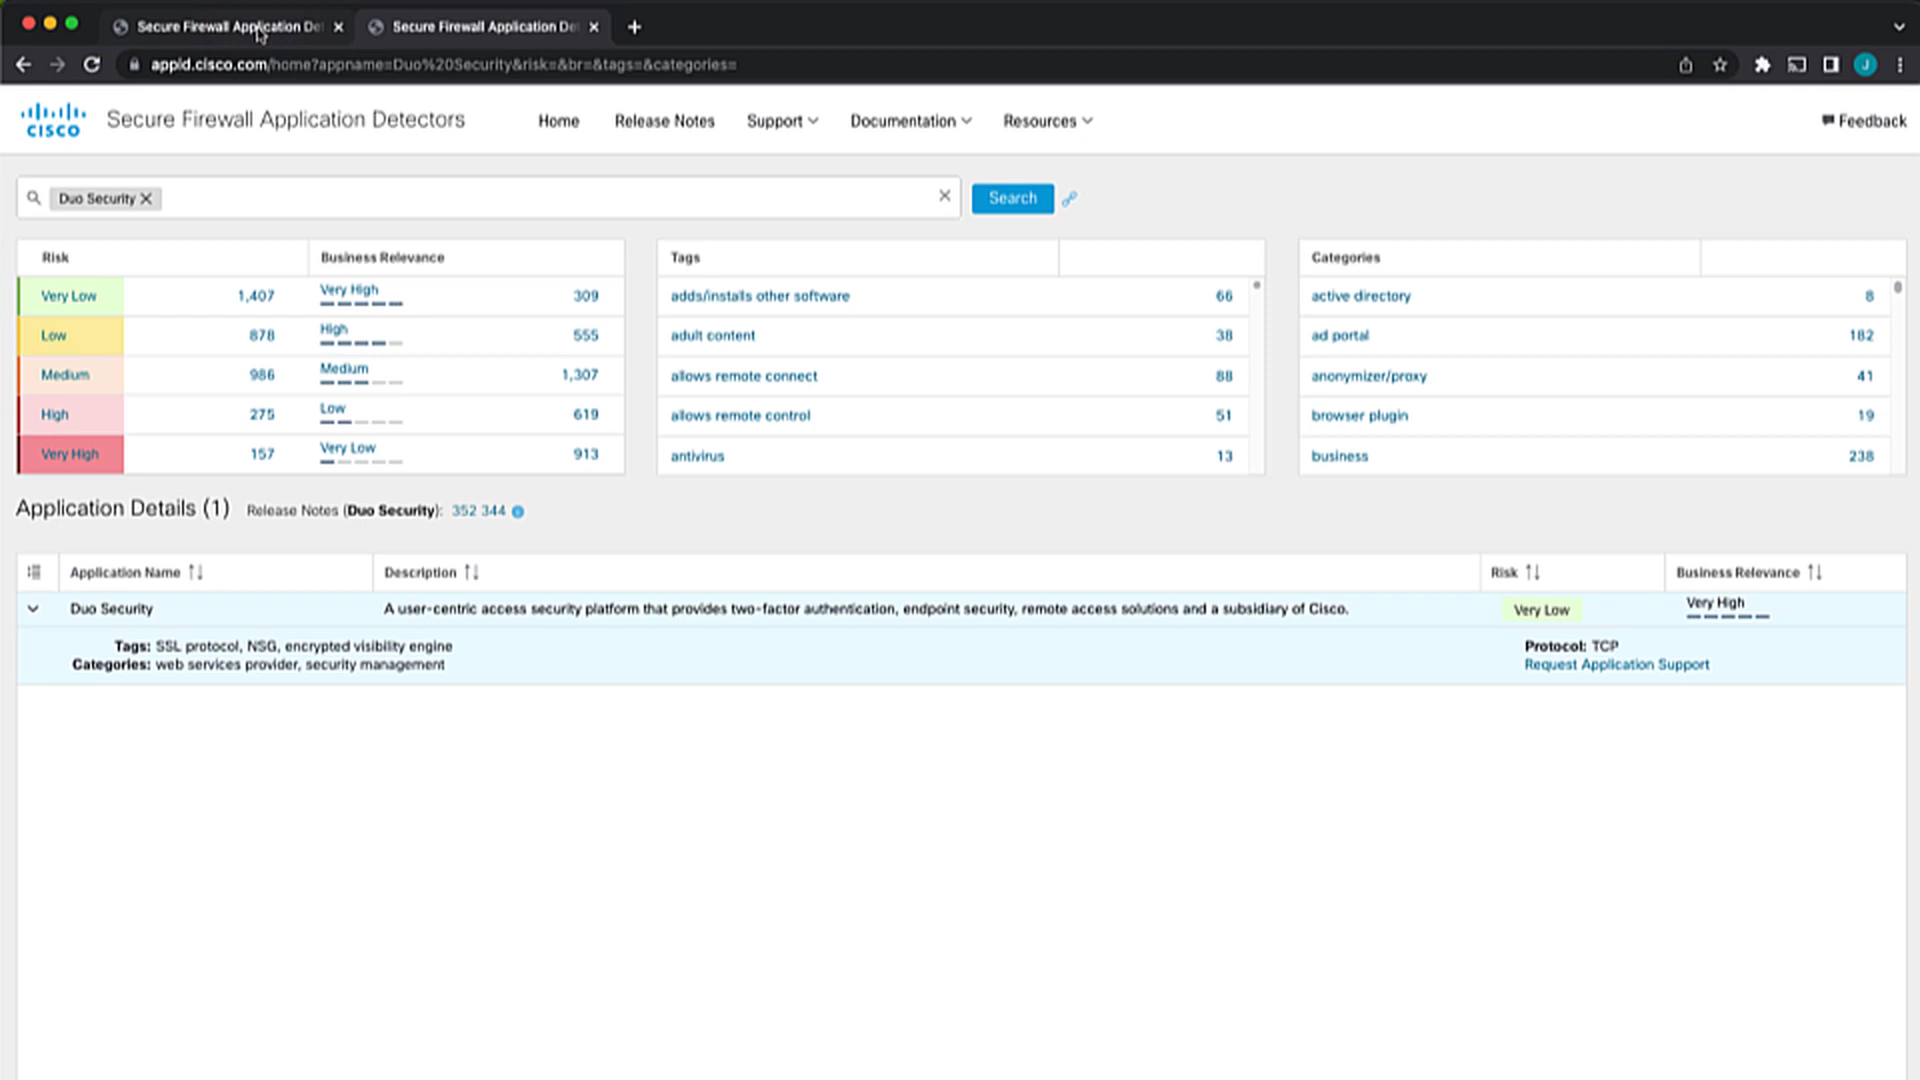 Secure Firewall Application De
Secure Firewall Application De
appid.cisco.com/home?appname=Duo%20Security&risk=&br=&tags=&categories=
J
CISCO
Secure Firewall Application Detectors
Home
Release Notes
Support
Documentation
Resources
Feedback
Duo Security
Search
Risk
Business Relevance
Very Low 1,407
Very High 309
Low 878
High 555
Medium 986
Medium 1,307
High 275
Low 619
Very High 157
Very Low 913
Tags
adds/installs other software 66
adult content 38
allows remote connect 88
allows remote control 51
antivirus 13
Categories
active directory 8
ad portal 182
anonymizer/proxy 41
browser plugin 19
business 238
Application Details (1)
Release Notes (Duo Security): 352 344
Application Name
Description
Risk
Business Relevance
Duo Security
A user-centric access security platform that provides two-factor authentication, endpoint security, remote access solutions and a subsidiary of Cisco.
Very Low
Very High
Tags: SSL protocol, NSG, encrypted visibility engine
Categories: web services provider, security management
Protocol: TCP
Request Application Support